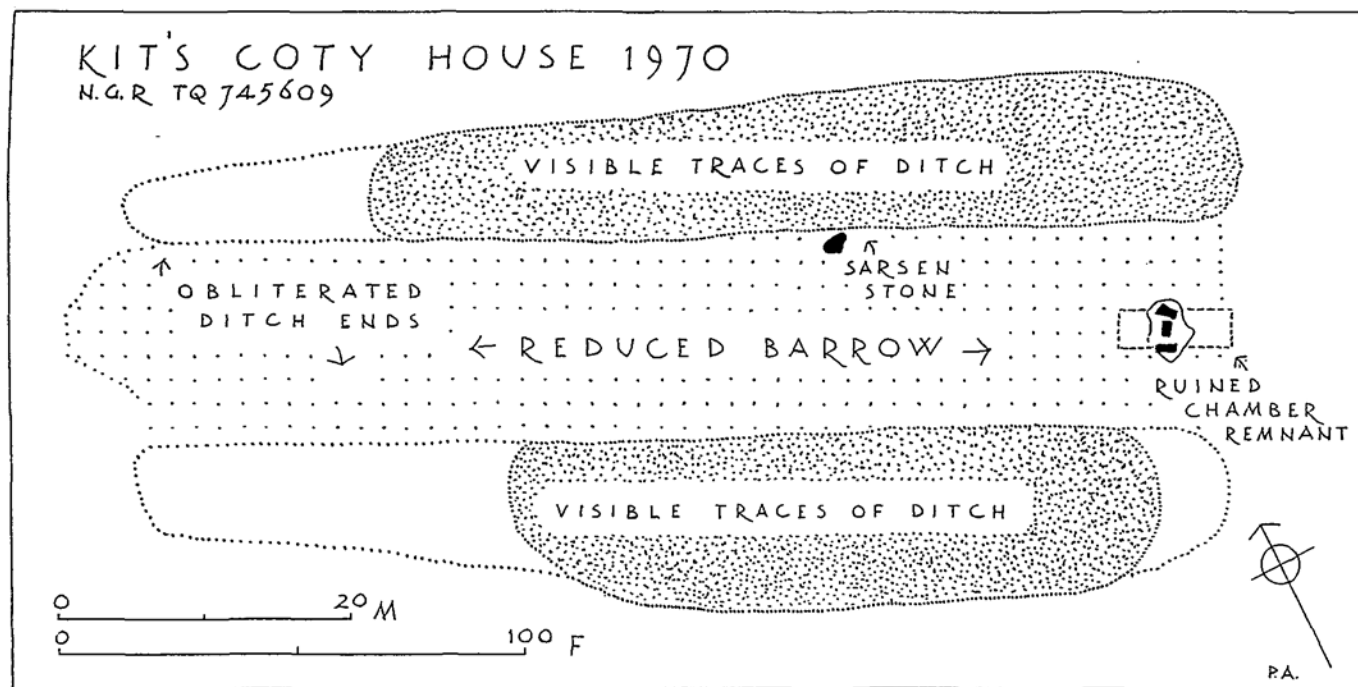 KIT'S COTY HOUSE 1970
N.G.R TQ 745609
VISIBLE TRACES OF DITCH
SARSEN
STONE
OBLITERATED
DITCH ENDS
← REDUCED BARROW →
RUINED
CHAMBER
REMNANT
VISIBLE TRACES OF DITCH
0 20 M
0 100 F
P.A.